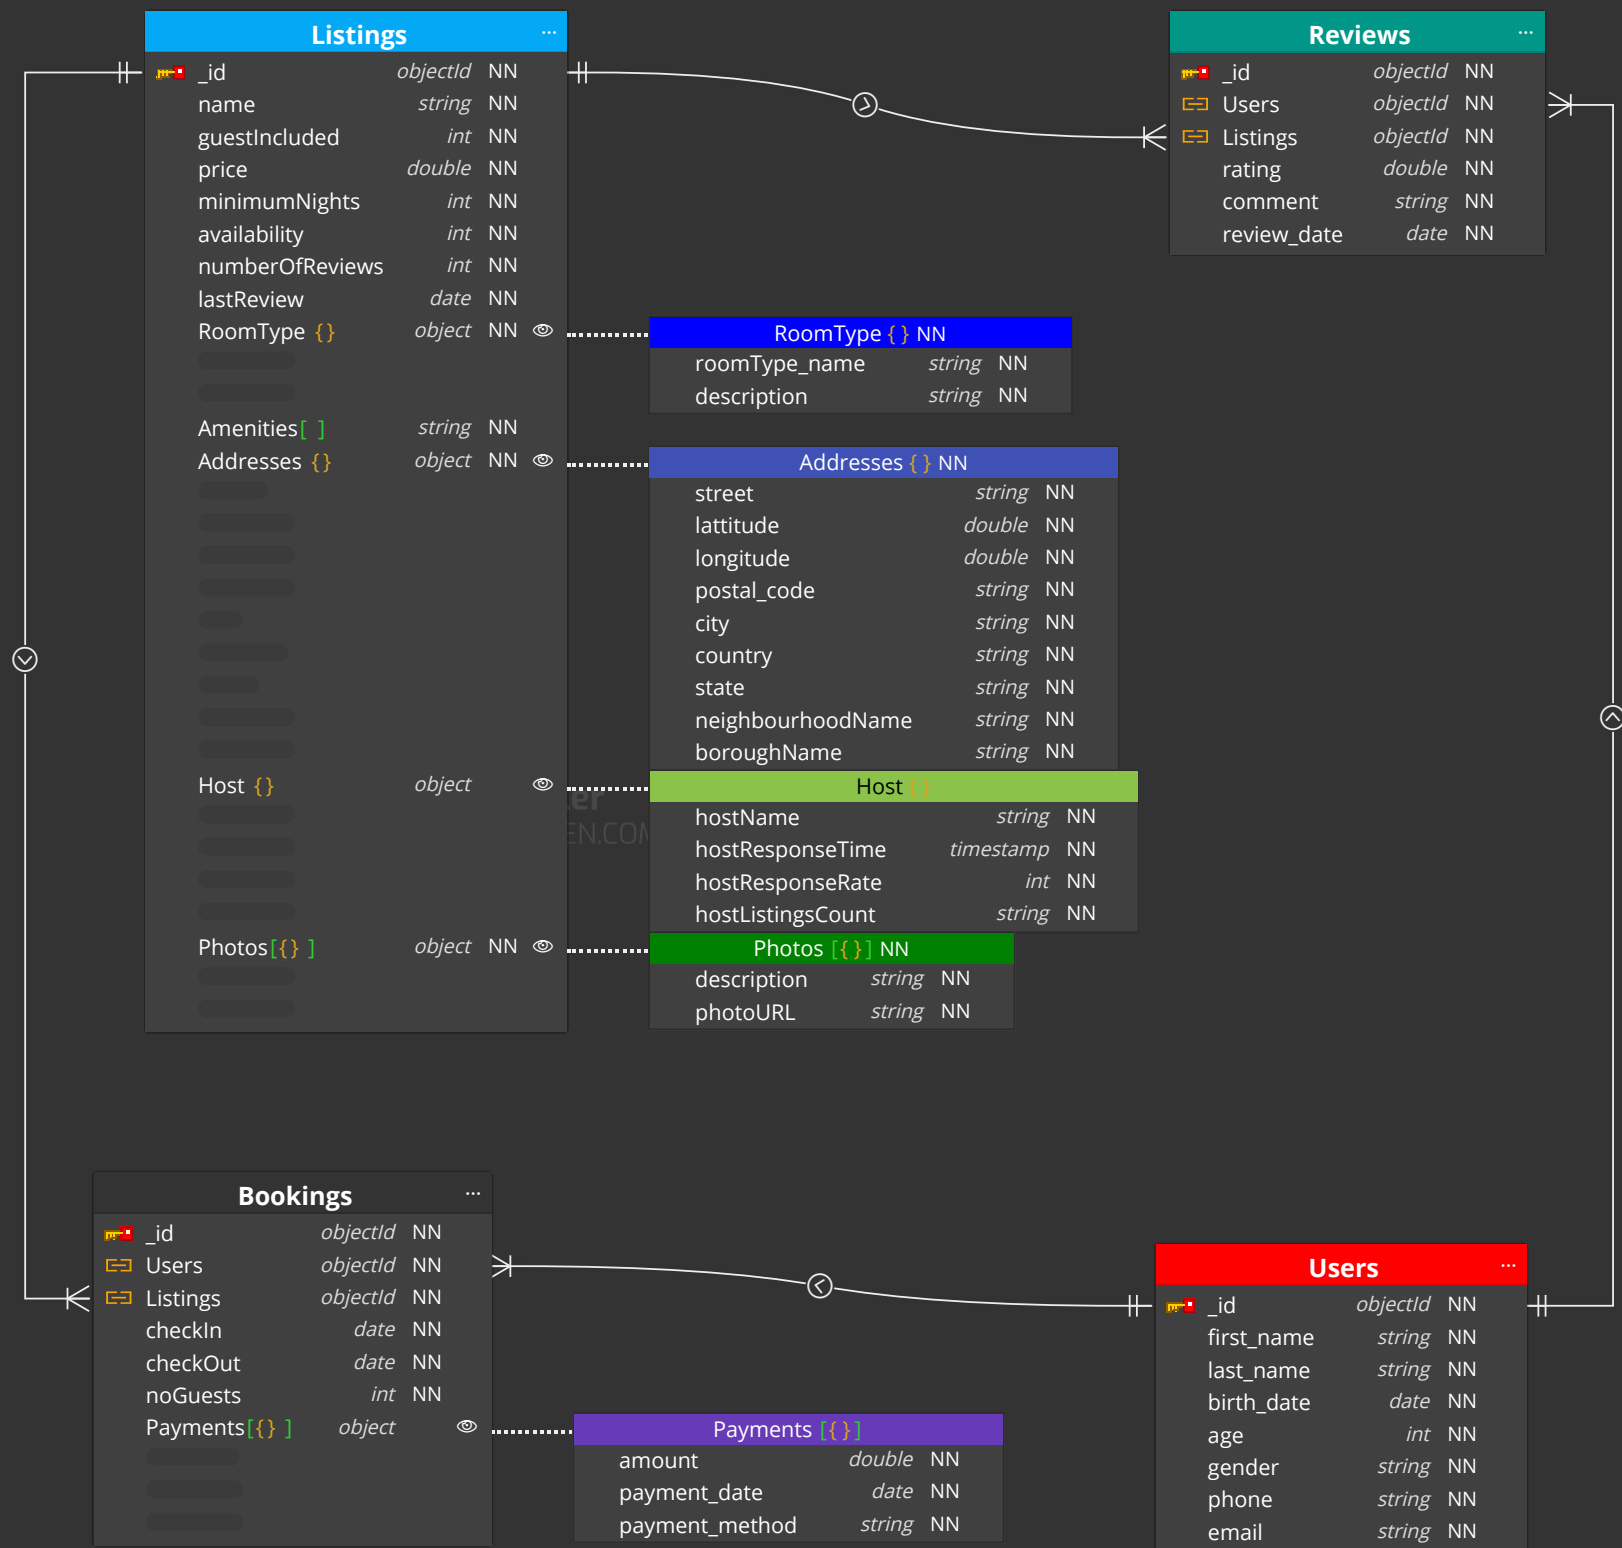 Listings ...
_id objectId NN
name string NN
guestIncluded int NN
price double NN
minimumNights int NN
availability int NN
numberOfReviews int NN
lastReview date NN
RoomType {} object NN
Amenities[ ] string NN
Addresses {} object NN
Host {} object
Photos[{} ] object NN
Reviews ...
_id objectId NN
Users objectId NN
Listings objectId NN
rating double NN
comment string NN
review_date date NN
RoomType { } NN
roomType_name string NN
description string NN
Addresses { } NN
street string NN
lattitude double NN
longitude double NN
postal_code string NN
city string NN
country string NN
state string NN
neighbourhoodName string NN
boroughName string NN
Host { }
hostName string NN
hostResponseTime timestamp NN
hostResponseRate int NN
hostListingsCount string NN
Photos [{ }] NN
description string NN
photoURL string NN
Bookings ...
_id objectId NN
Users objectId NN
Listings objectId NN
checkIn date NN
checkOut date NN
noGuests int NN
Payments[{} ] object
Payments [{ }]
amount double NN
payment_date date NN
payment_method string NN
Users ...
_id objectId NN
first_name string NN
last_name string NN
birth_date date NN
age int NN
gender string NN
phone string NN
email string NN